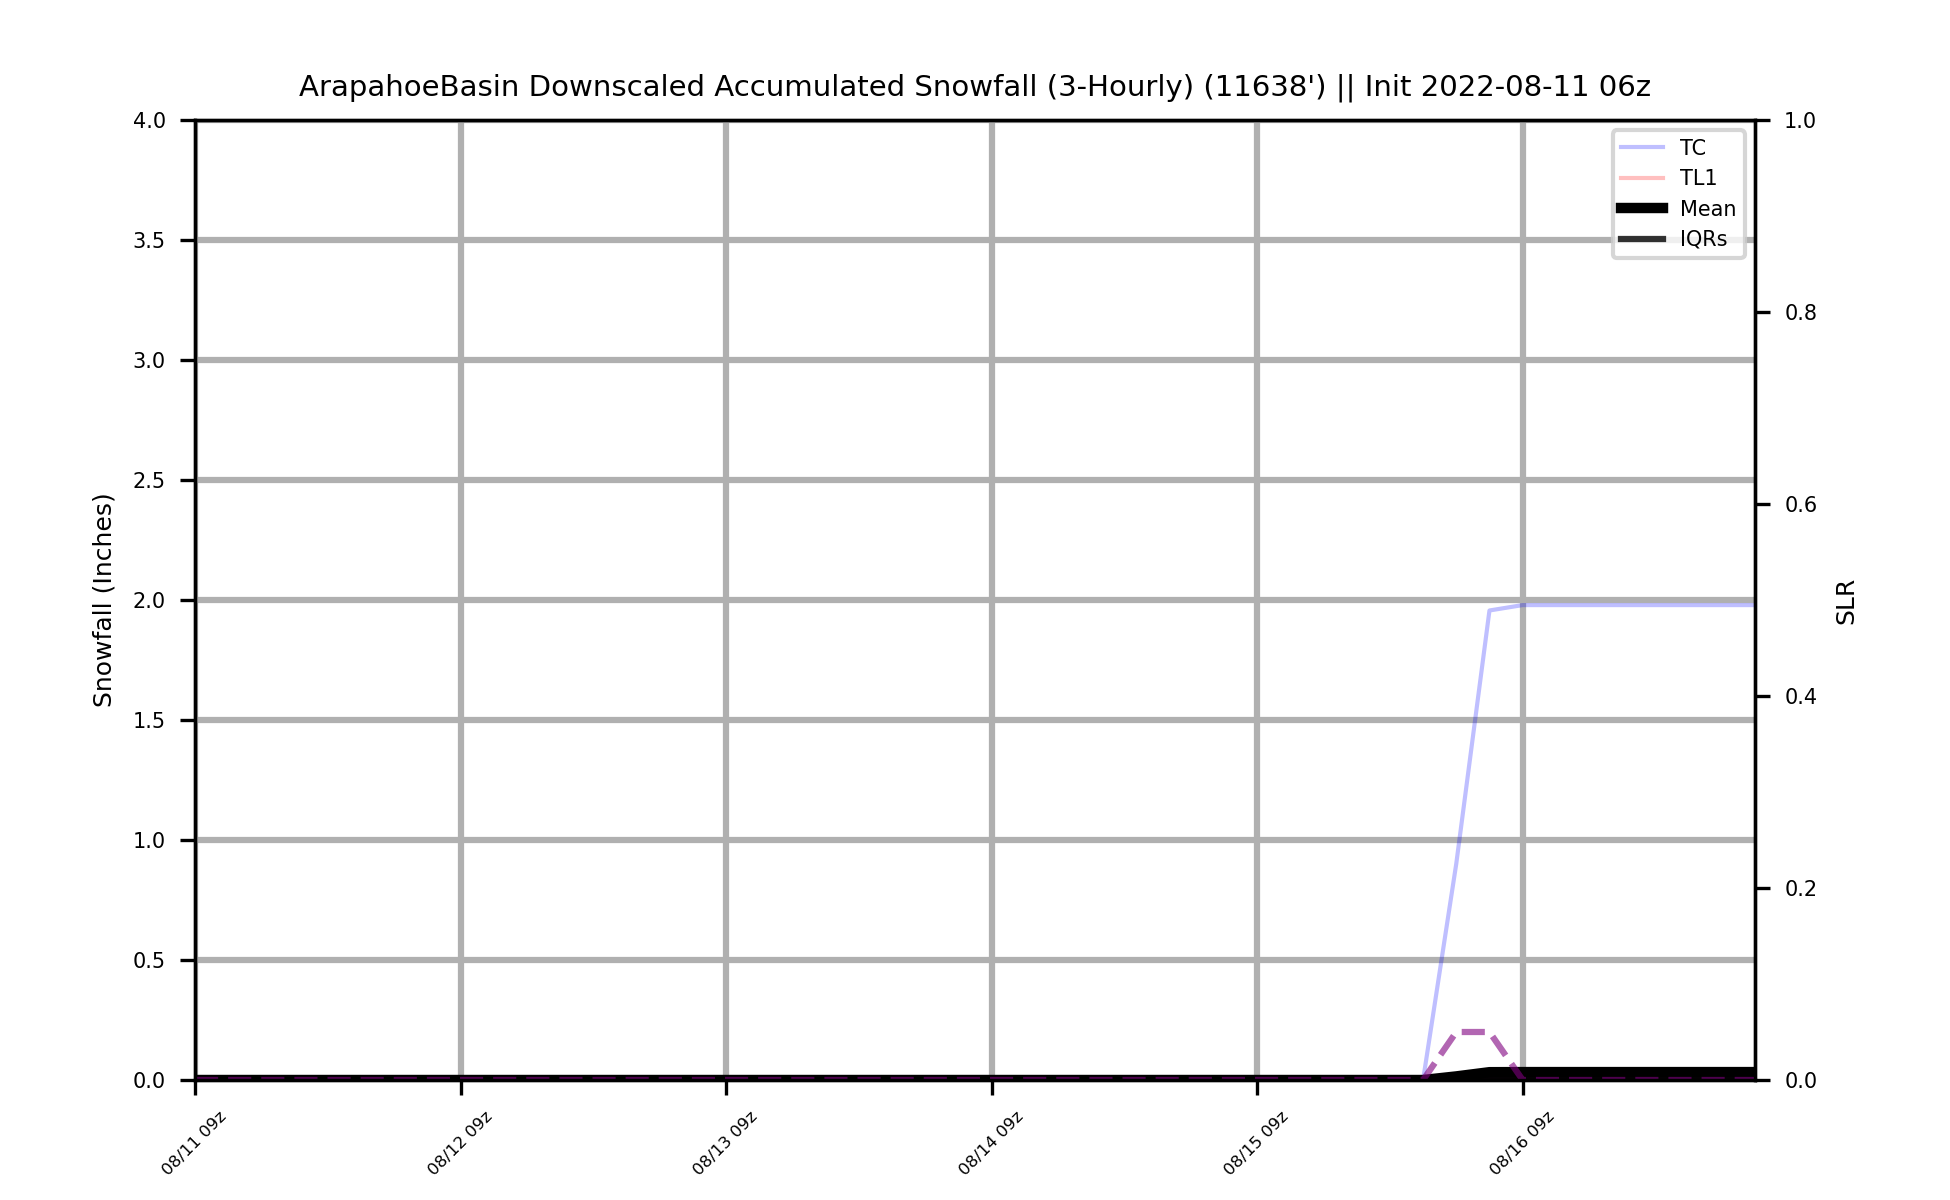 ArapahoeBasin Downscaled Accumulated Snowfall (3-Hourly) (11638') || Init 2022-08-11 06z
4.0
3.5
3.0
2.5
2.0
1.5
1.0
0.5
0.0
Snowfall (Inches)
TC
TL1
Mean
IQRs
1.0
0.8
0.6
0.4
0.2
0.0
SLR
08/11 09z
08/12 09z
08/13 09z
08/14 09z
08/15 09z
08/16 09z